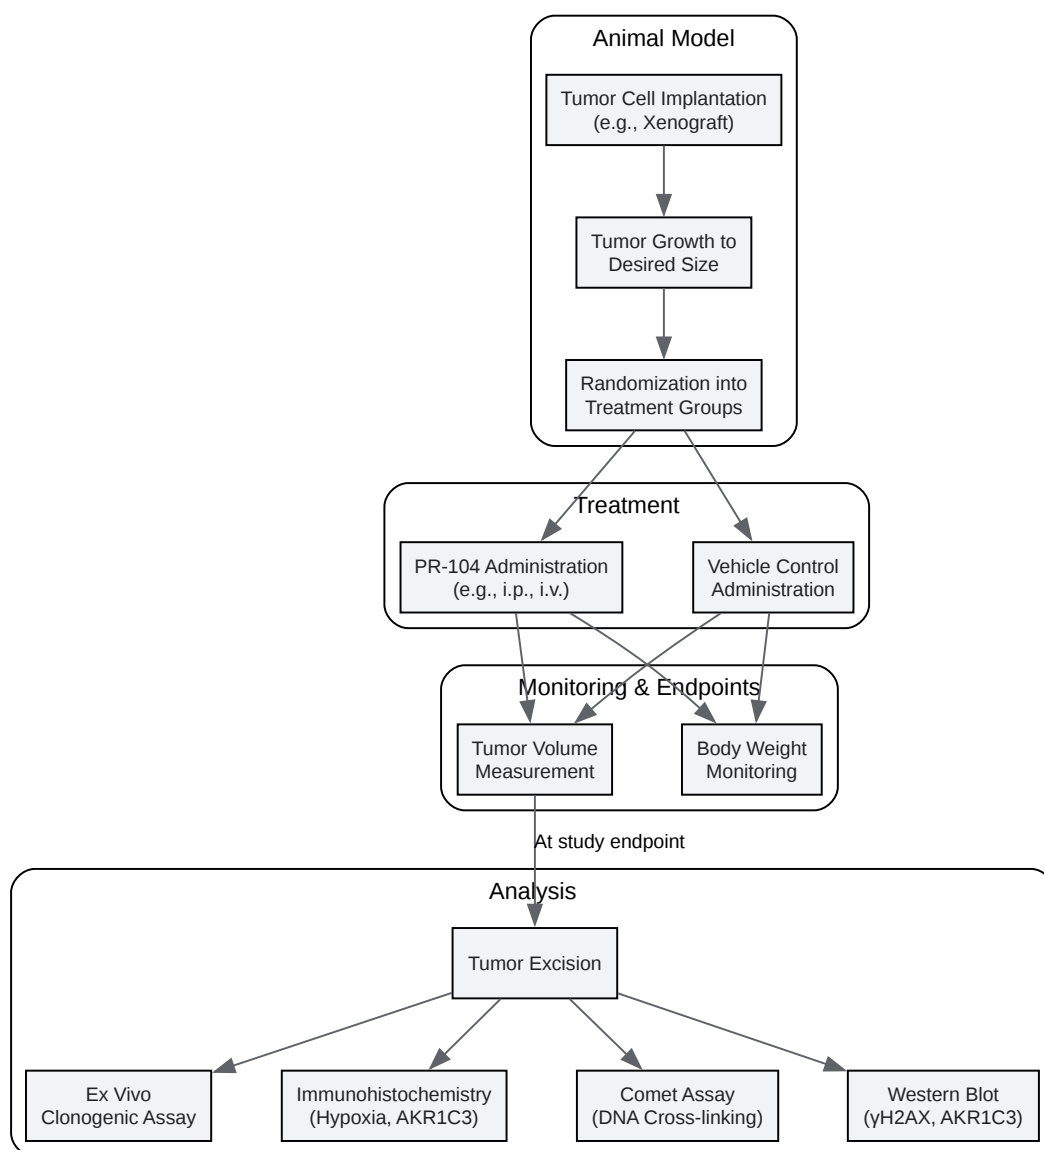 Animal Model
Tumor Cell Implantation
(e.g., Xenograft)
Tumor Growth to
Desired Size
Randomization into
Treatment Groups
Treatment
PR-104 Administration
(e.g., i.p., i.v.)
Vehicle Control
Administration
Monitoring & Endpoints
Tumor Volume
Measurement
Body Weight
Monitoring
At study endpoint
Analysis
Tumor Excision
Ex Vivo
Clonogenic Assay
Immunohistochemistry
(Hypoxia, AKR1C3)
Comet Assay
(DNA Cross-linking)
Western Blot
(γH2AX, AKR1C3)